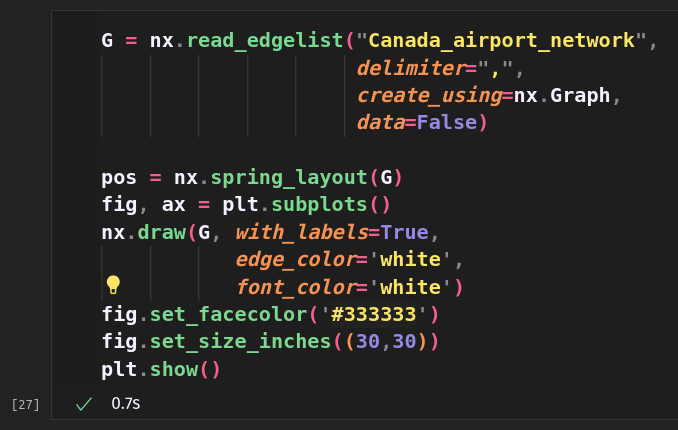 G = nx.read_edgelist("Canada_airport_network",
delimiter=",",
create_using=nx.Graph,
data=False)
pos = nx.spring_layout(G)
fig, ax = plt.subplots()
nx.draw(G, with_labels=True,
edge_color='white',
font_color='white')
fig.set_facecolor('#333333')
fig.set_size_inches((30,30))
plt.show()
[27] 0.7s